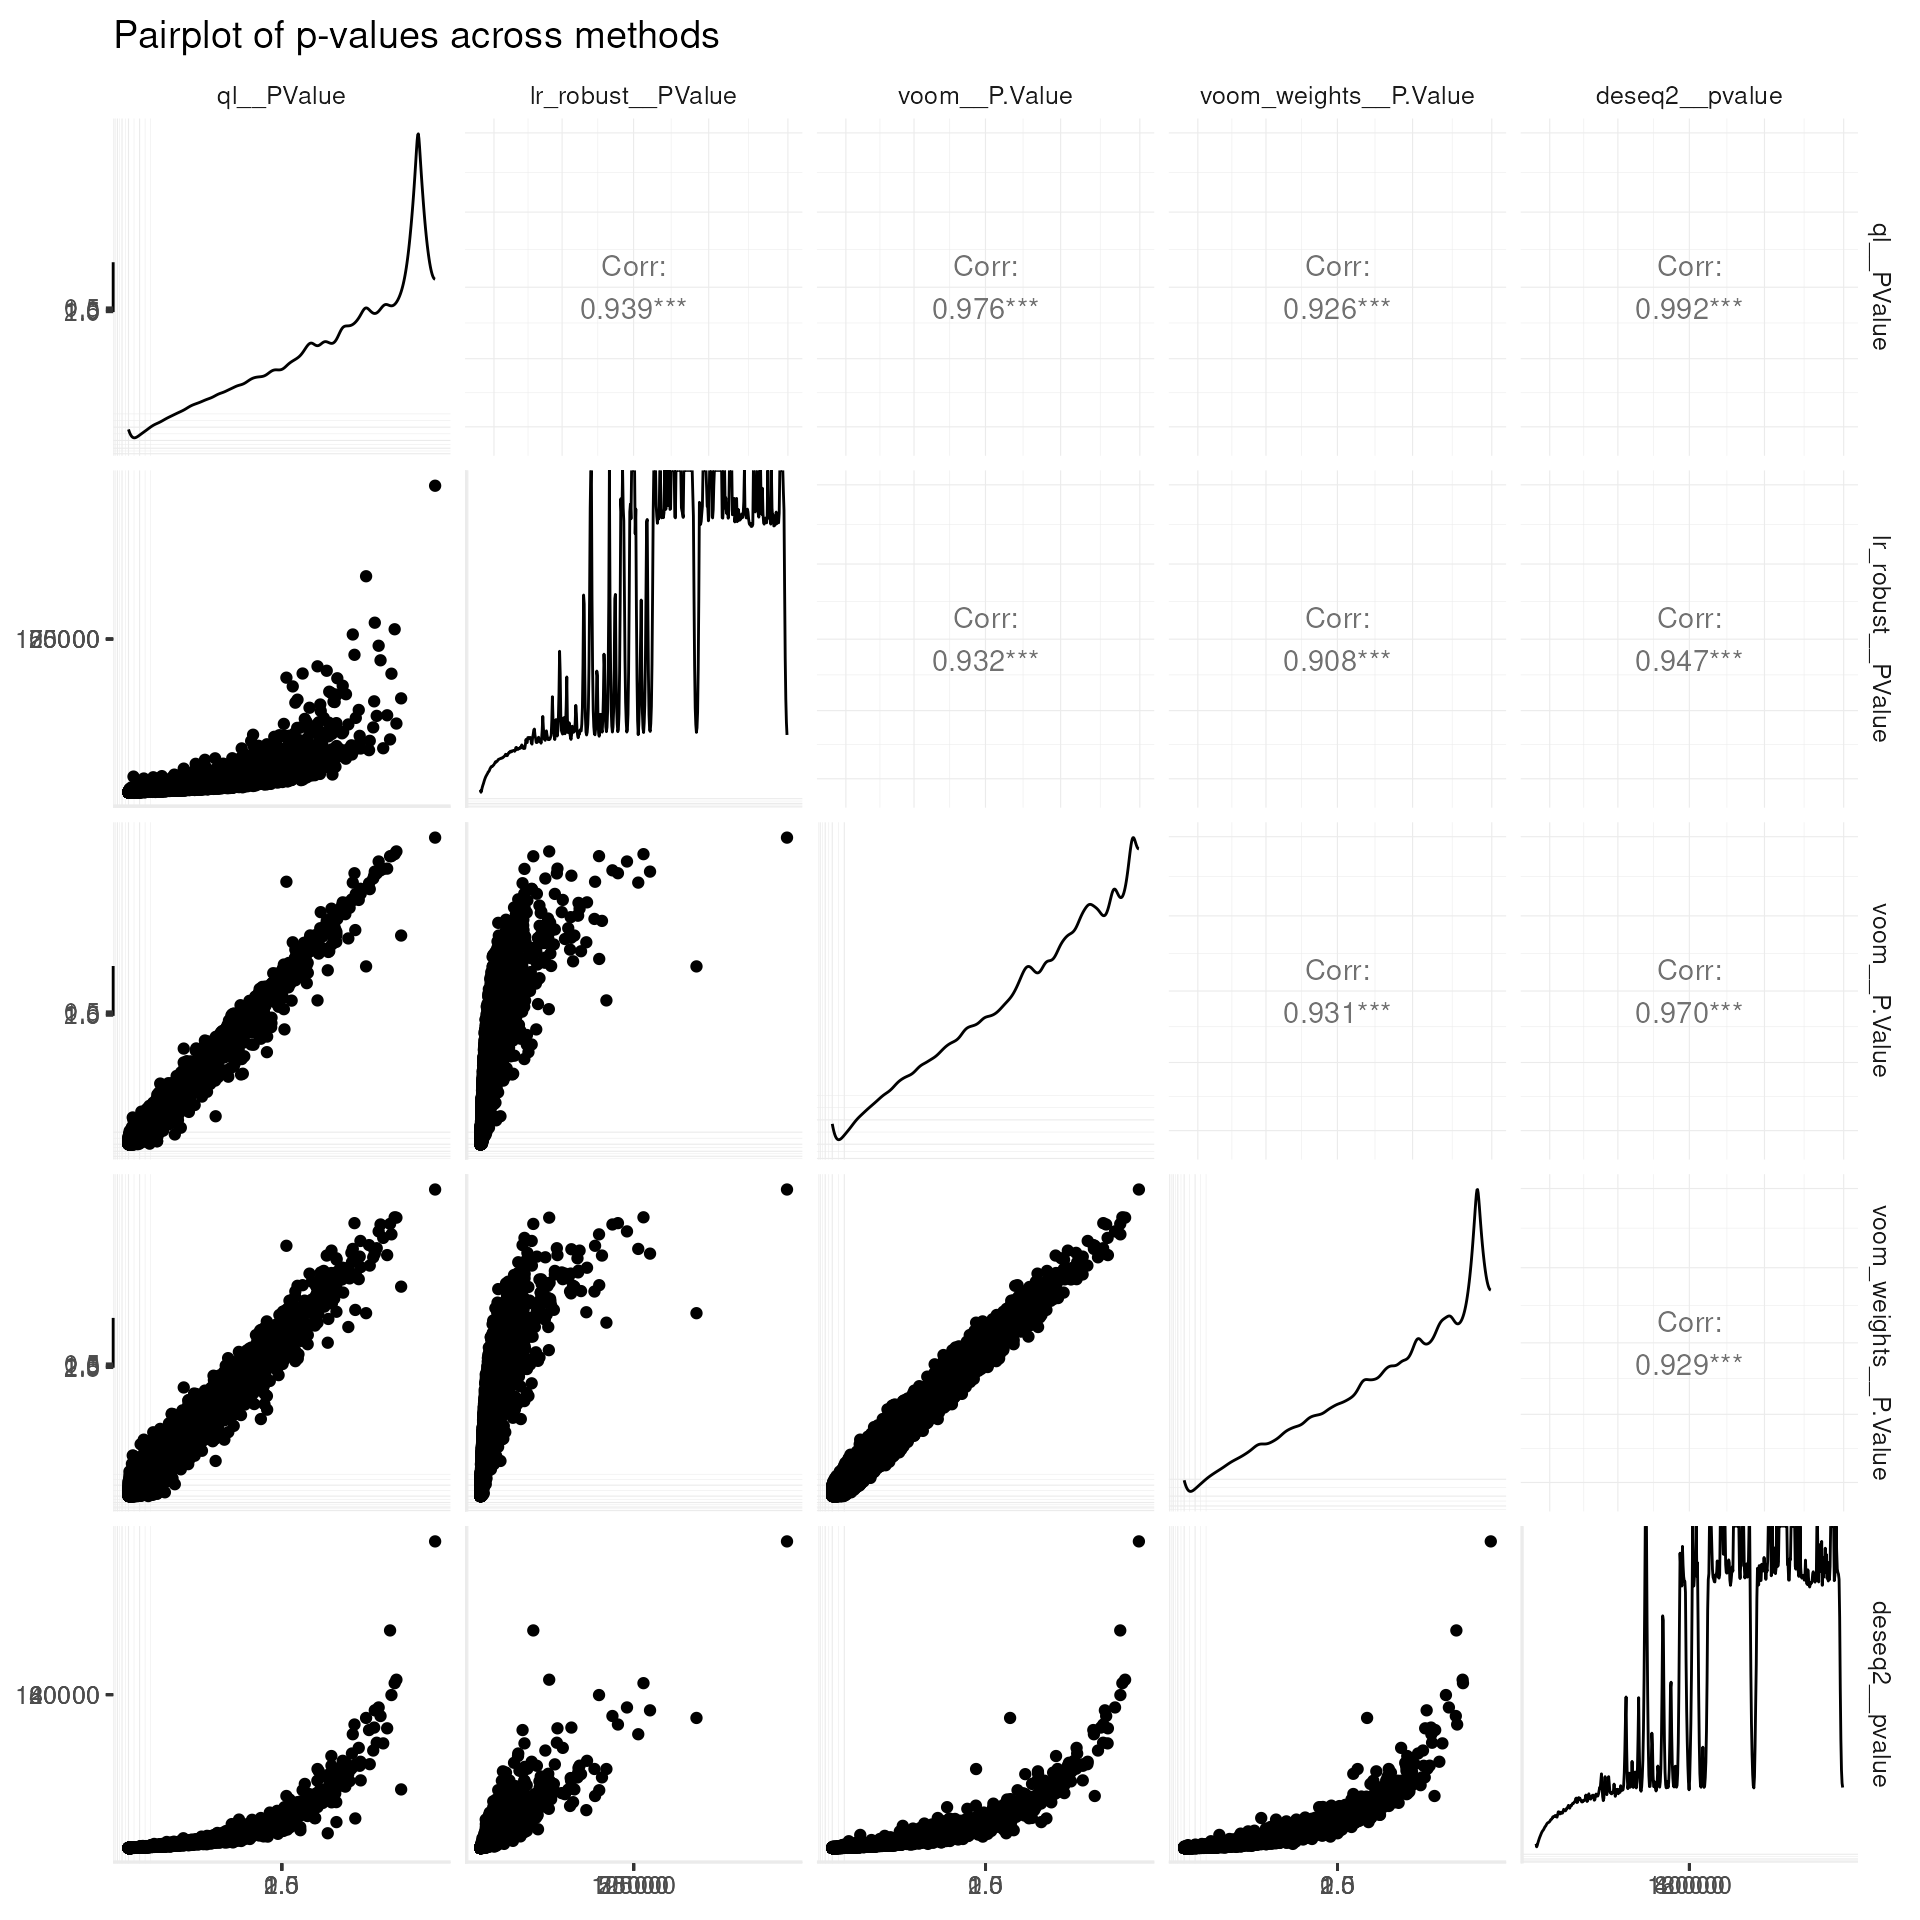 Pairplot of p-values across methods
ql__PValue
lr_robust__PValue
voom__P.Value
voom_weights__P.Value
deseq2__pvalue
Corr:
0.939***
Corr:
0.976***
Corr:
0.926***
Corr:
0.992***
ql__PValue
Corr:
0.932***
Corr:
0.908***
Corr:
0.947***
lr_robust__PValue
Corr:
0.931***
Corr:
0.970***
voom__P.Value
Corr:
0.929***
voom_weights__P.Value
deseq2__pvalue